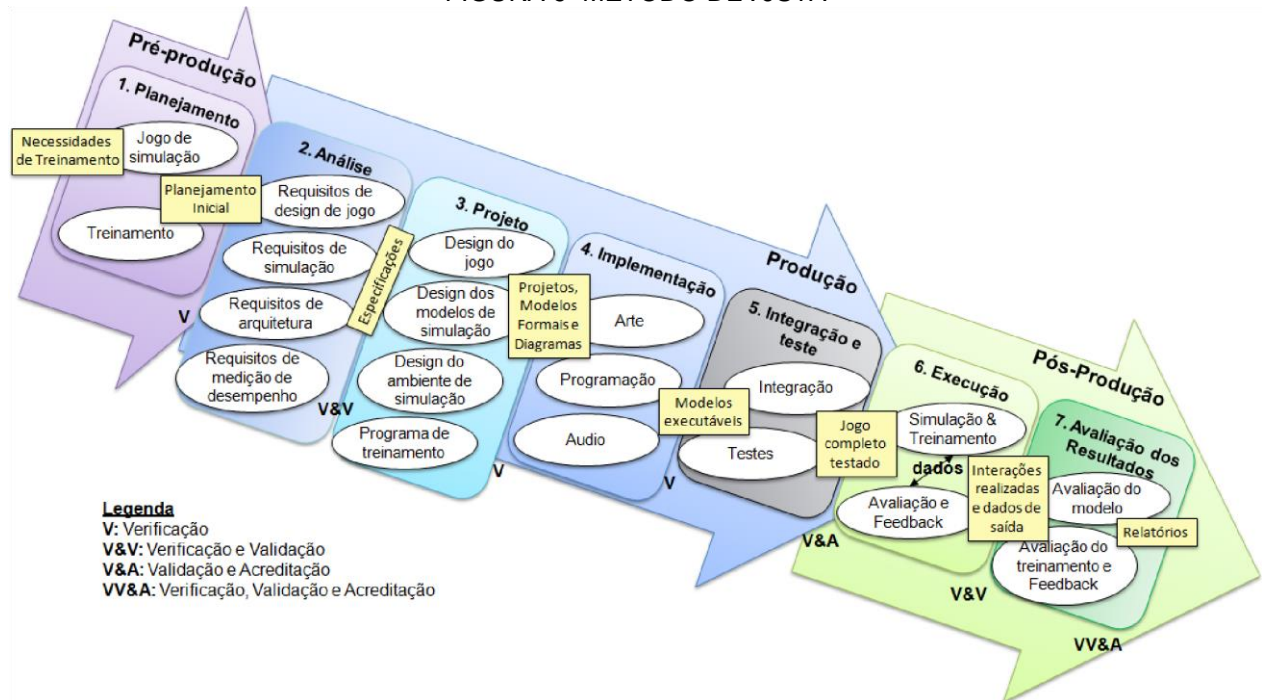 Pré-produção
1. Planejamento
Necessidades
de Treinamento
Jogo de
simulação
Planejamento
Inicial
Treinamento
V
2. Análise
Requisitos de
design de jogo
Requisitos de
simulação
Requisitos de
arquitetura
Requisitos de
medição de
desempenho
V&V
Especificações
3. Projeto
Design do
jogo
Design dos
modelos de
simulação
Design do
ambiente de
simulação
Programa de
treinamento
V
Projetos,
Modelos
Formais e
Diagramas
Produção
4. Implementação
Arte
Programação
Audio
V
Modelos
executáveis
5. Integração e
teste
Integração
Testes
V&A
Jogo
completo
testado
Pós-Produção
6. Execução
Simulação &
Treinamento
dados
Avaliação e
Feedback
V&V
Interações
realizadas
e dados de
saída
7. Avaliação dos
Resultados
Avaliação do
modelo
Relatórios
Avaliação do
treinamento e
Feedback
VV&A
Legenda
V: Verificação
V&V: Verificação e Validação
V&A: Validação e Acreditação
VV&A: Verificação, Validação e Acreditação